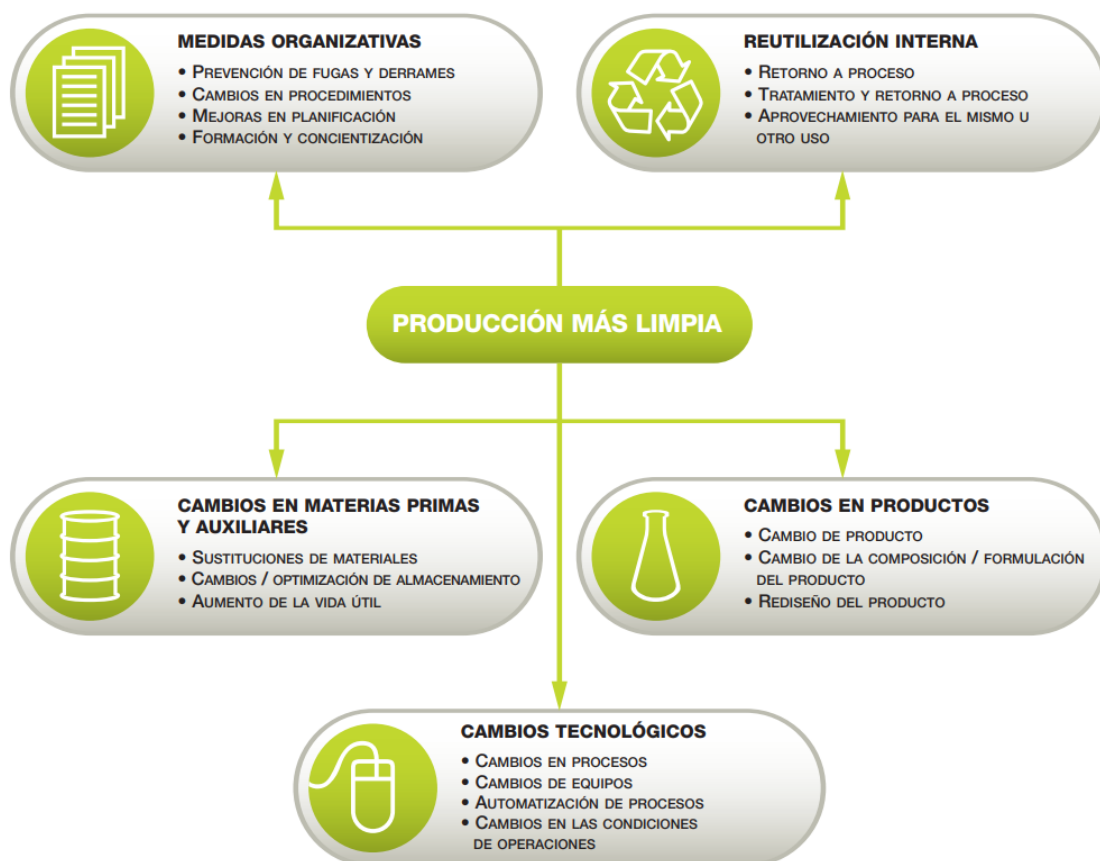 MEDIDAS ORGANIZATIVAS
• PREVENCIÓN DE FUGAS Y DERRAMES
• CAMBIOS EN PROCEDIMIENTOS
• MEJORAS EN PLANIFICACIÓN
• FORMACIÓN Y CONCIENTIZACIÓN
REUTILIZACIÓN INTERNA
• RETORNO A PROCESO
• TRATAMIENTO Y RETORNO A PROCESO
• APROVECHAMIENTO PARA EL MISMO U
OTRO USO
PRODUCCIÓN MÁS LIMPIA
CAMBIOS EN MATERIAS PRIMAS
Y AUXILIARES
• SUSTITUCIONES DE MATERIALES
• CAMBIOS / OPTIMIZACIÓN DE ALMACENAMIENTO
• AUMENTO DE LA VIDA ÚTIL
CAMBIOS EN PRODUCTOS
• CAMBIO DE PRODUCTO
• CAMBIO DE LA COMPOSICIÓN / FORMULACIÓN
DEL PRODUCTO
• REDISEÑO DEL PRODUCTO
CAMBIOS TECNOLÓGICOS
• CAMBIOS EN PROCESOS
• CAMBIOS DE EQUIPOS
• AUTOMATIZACIÓN DE PROCESOS
• CAMBIOS EN LAS CONDICIONES
DE OPERACIONES